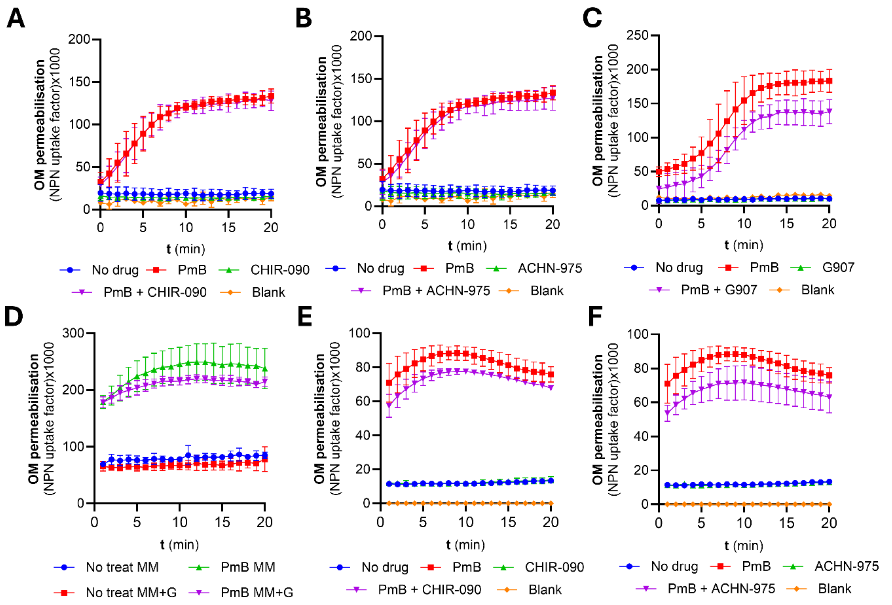 A
OM permeabilisation
(NPN uptake factor)x1000
200
150
100
50
0
0 5 10 15 20
t (min)
No drug PmB CHIR-090
PmB + CHIR-090 Blank
B
OM permeabilisation
(NPN uptake factor)x1000
200
150
100
50
0
0 5 10 15 20
t (min)
No drug PmB ACHN-975
PmB + ACHN-975 Blank
C
OM permeabilisation
(NPN uptake factor)x1000
250
200
150
100
50
0
0 5 10 15 20
t (min)
No drug PmB G907
PmB + G907 Blank
D
OM permeabilisation
(NPN uptake factor)x1000
300
200
100
0
0 5 10 15 20
t (min)
No treat MM PmB MM
No treat MM+G PmB MM+G
E
OM permeabilisation
(NPN uptake factor)x1000
100
80
60
40
20
0
0 5 10 15 20
t (min)
No drug PmB CHIR-090
PmB + CHIR-090 Blank
F
OM permeabilisation
(NPN uptake factor)x1000
100
80
60
40
20
0
0 5 10 15 20
t (min)
No drug PmB ACHN-975
PmB + ACHN-975 Blank